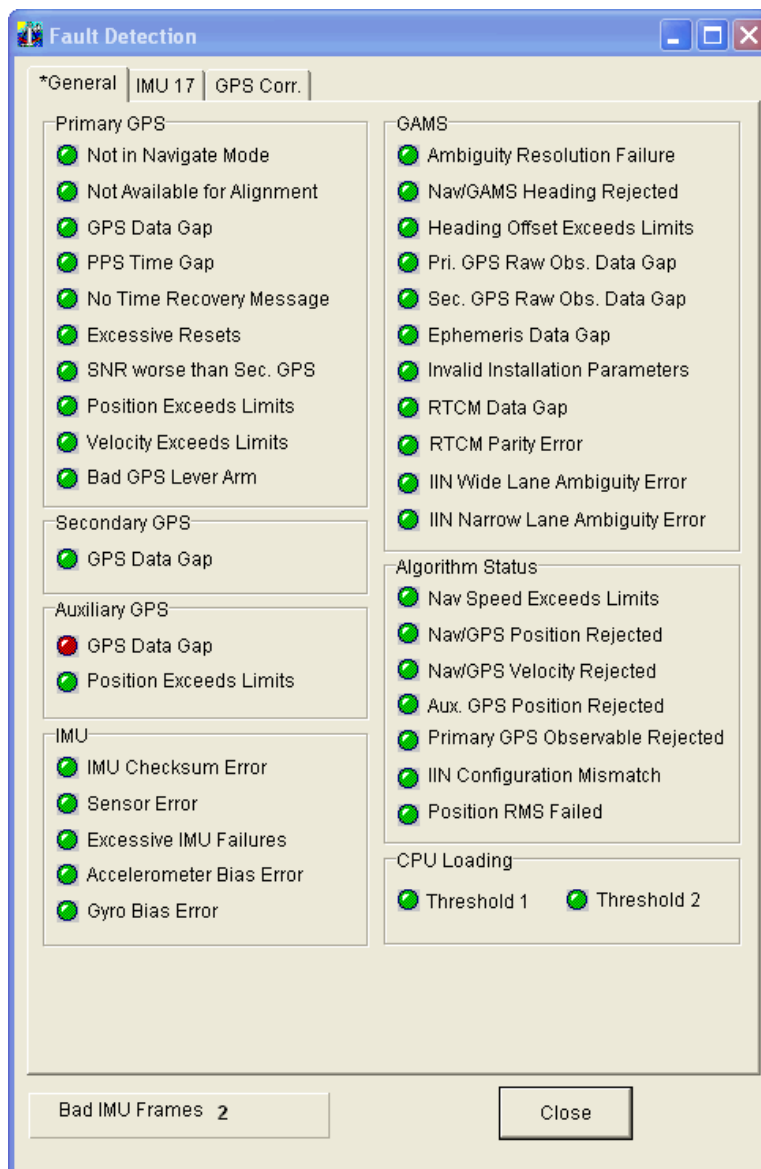 Fault Detection
*General
IMU 17
GPS Corr.
Primary GPS
Not in Navigate Mode
Not Available for Alignment
GPS Data Gap
PPS Time Gap
No Time Recovery Message
Excessive Resets
SNR worse than Sec. GPS
Position Exceeds Limits
Velocity Exceeds Limits
Bad GPS Lever Arm
Secondary GPS
GPS Data Gap
Auxiliary GPS
GPS Data Gap
Position Exceeds Limits
IMU
IMU Checksum Error
Sensor Error
Excessive IMU Failures
Accelerometer Bias Error
Gyro Bias Error
GAMS
Ambiguity Resolution Failure
Nav/GAMS Heading Rejected
Heading Offset Exceeds Limits
Pri. GPS Raw Obs. Data Gap
Sec. GPS Raw Obs. Data Gap
Ephemeris Data Gap
Invalid Installation Parameters
RTCM Data Gap
RTCM Parity Error
IIN Wide Lane Ambiguity Error
IIN Narrow Lane Ambiguity Error
Algorithm Status
Nav Speed Exceeds Limits
Nav/GPS Position Rejected
Nav/GPS Velocity Rejected
Aux. GPS Position Rejected
Primary GPS Observable Rejected
IIN Configuration Mismatch
Position RMS Failed
CPU Loading
Threshold 1
Threshold 2
Bad IMU Frames 2
Close